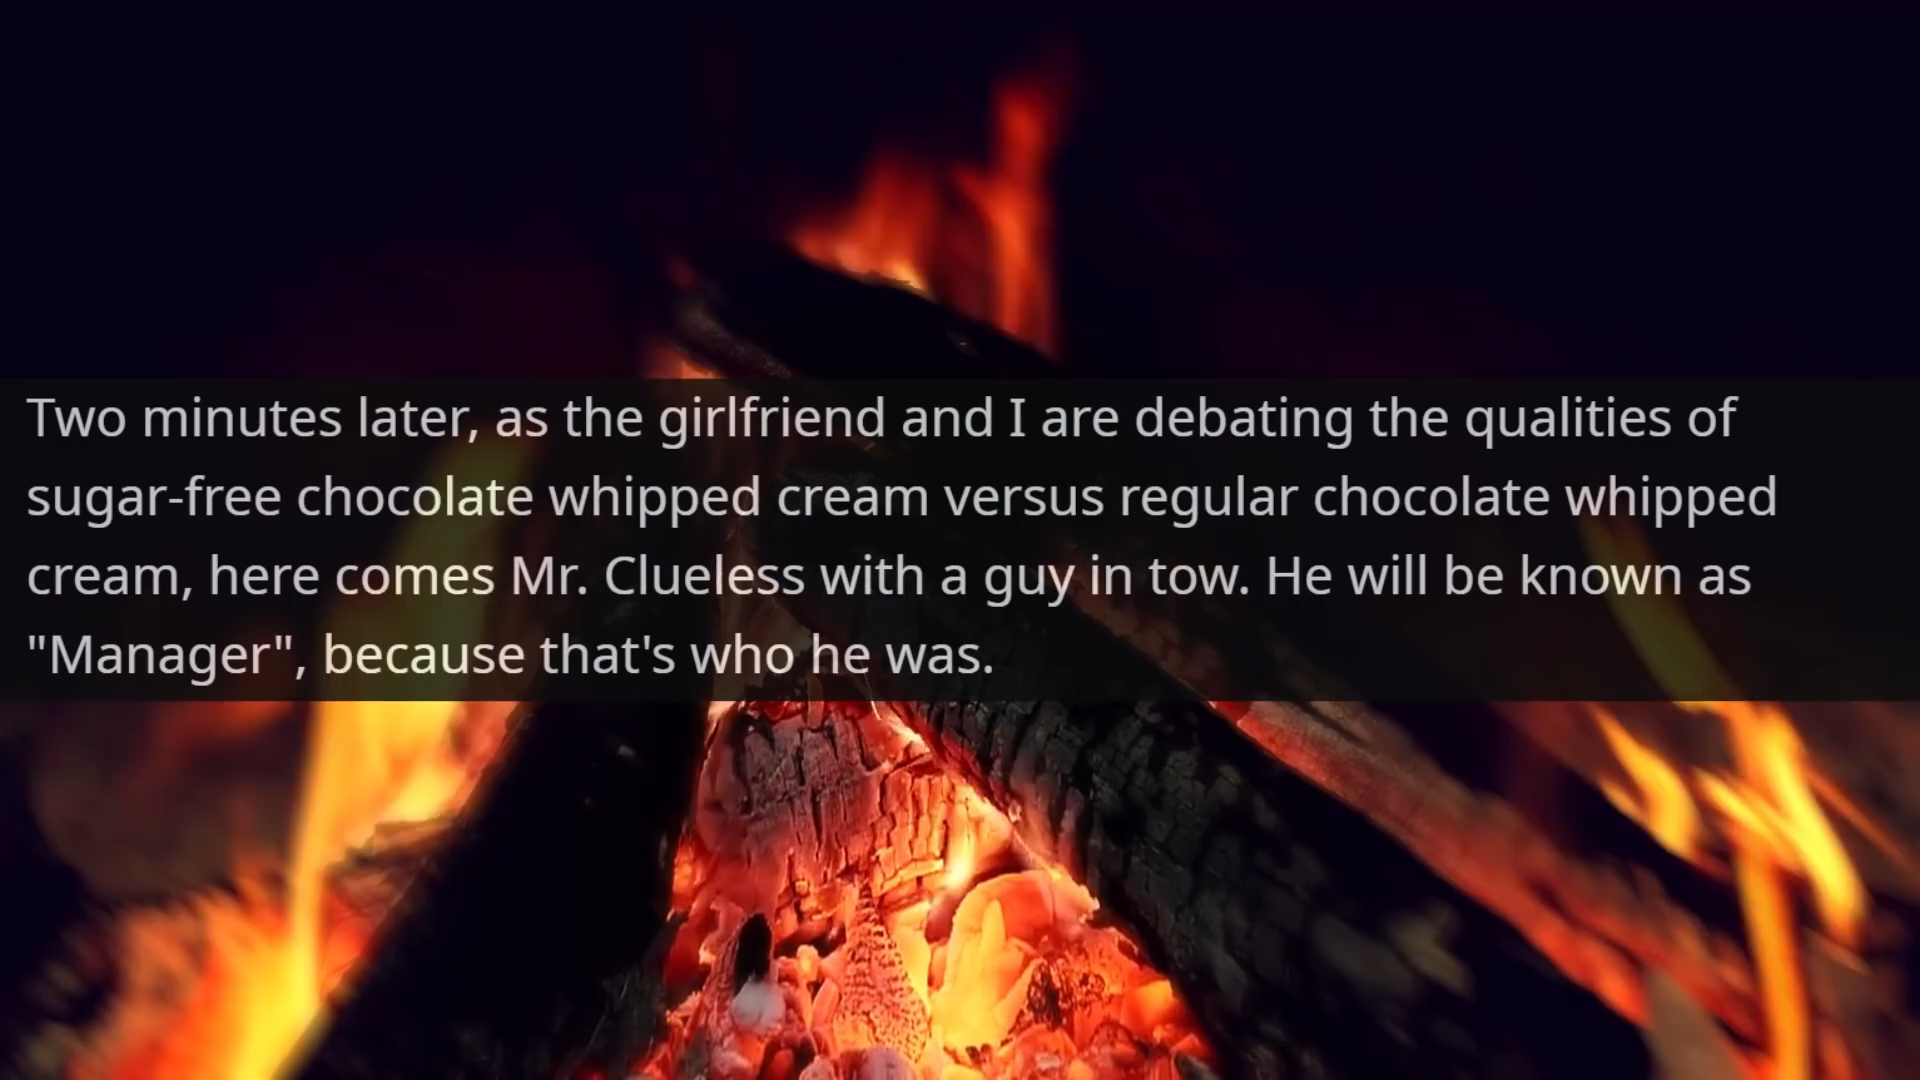 Two minutes later, as the girlfriend and I are debating the qualities of
sugar-free chocolate whipped cream versus regular chocolate whipped
cream, here comes Mr. Clueless with a guy in tow. He will be known as
"Manager", because that's who he was.